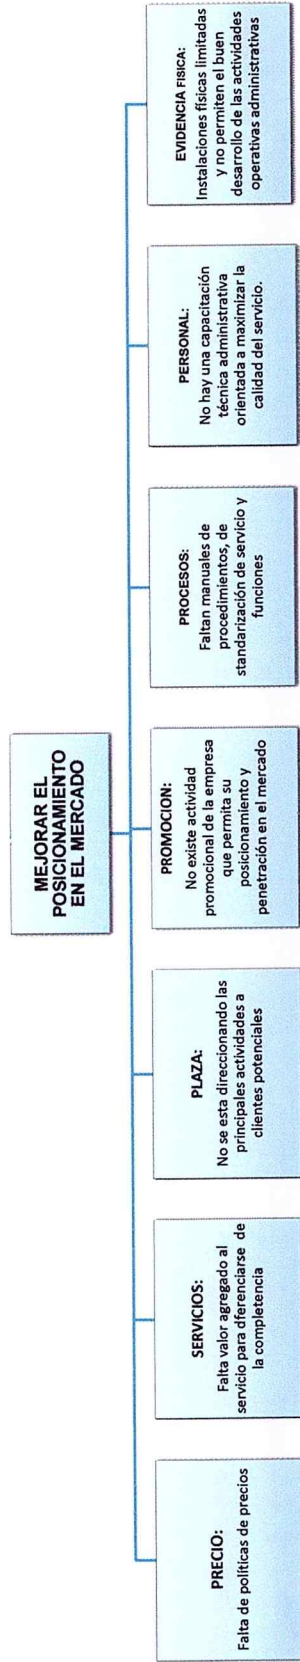 MEJORAR EL
POSICIONAMIENTO
EN EL MERCADO
PRECIO:
Falta de políticas de precios
SERVICIOS:
Falta valor agregado al
servicio para dferenciarse de
la completencia
PLAZA:
No se esta direccionando las
principales actividades a
clientes potenciales
PROMOCION:
No existe actividad
promocional de la empresa
que permita su
posicionamiento y
penetración en el mercado
PROCESOS:
Faltan manuales de
procedimientos, de
standarización de servicio y
funciones
PERSONAL:
No hay una capacitación
técnica administrativa
orientada a maximizar la
calidad del servicio.
EVIDENCIA FISICA:
Instalaciones físicas limitadas
y no permiten el buen
desarrollo de las actividades
operativas administrativas